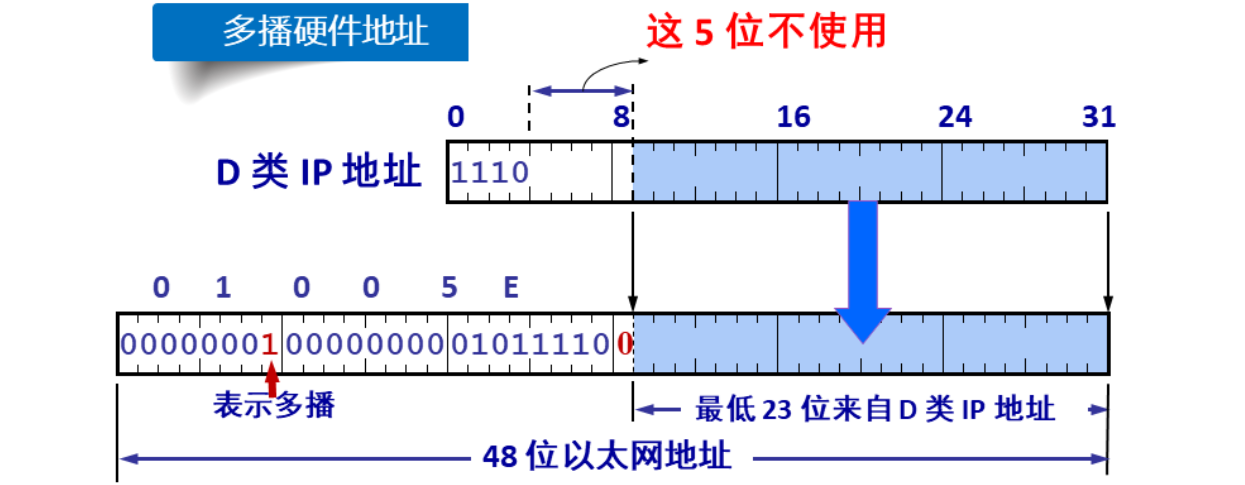 多播硬件地址
这 5 位不使用
0 8 16 24 31
D 类 IP 地址
1110
0 1 0 0 5 E
00000001 00000000 01011110 0
表示多播
最低 23 位来自 D 类 IP 地址
48 位以太网地址